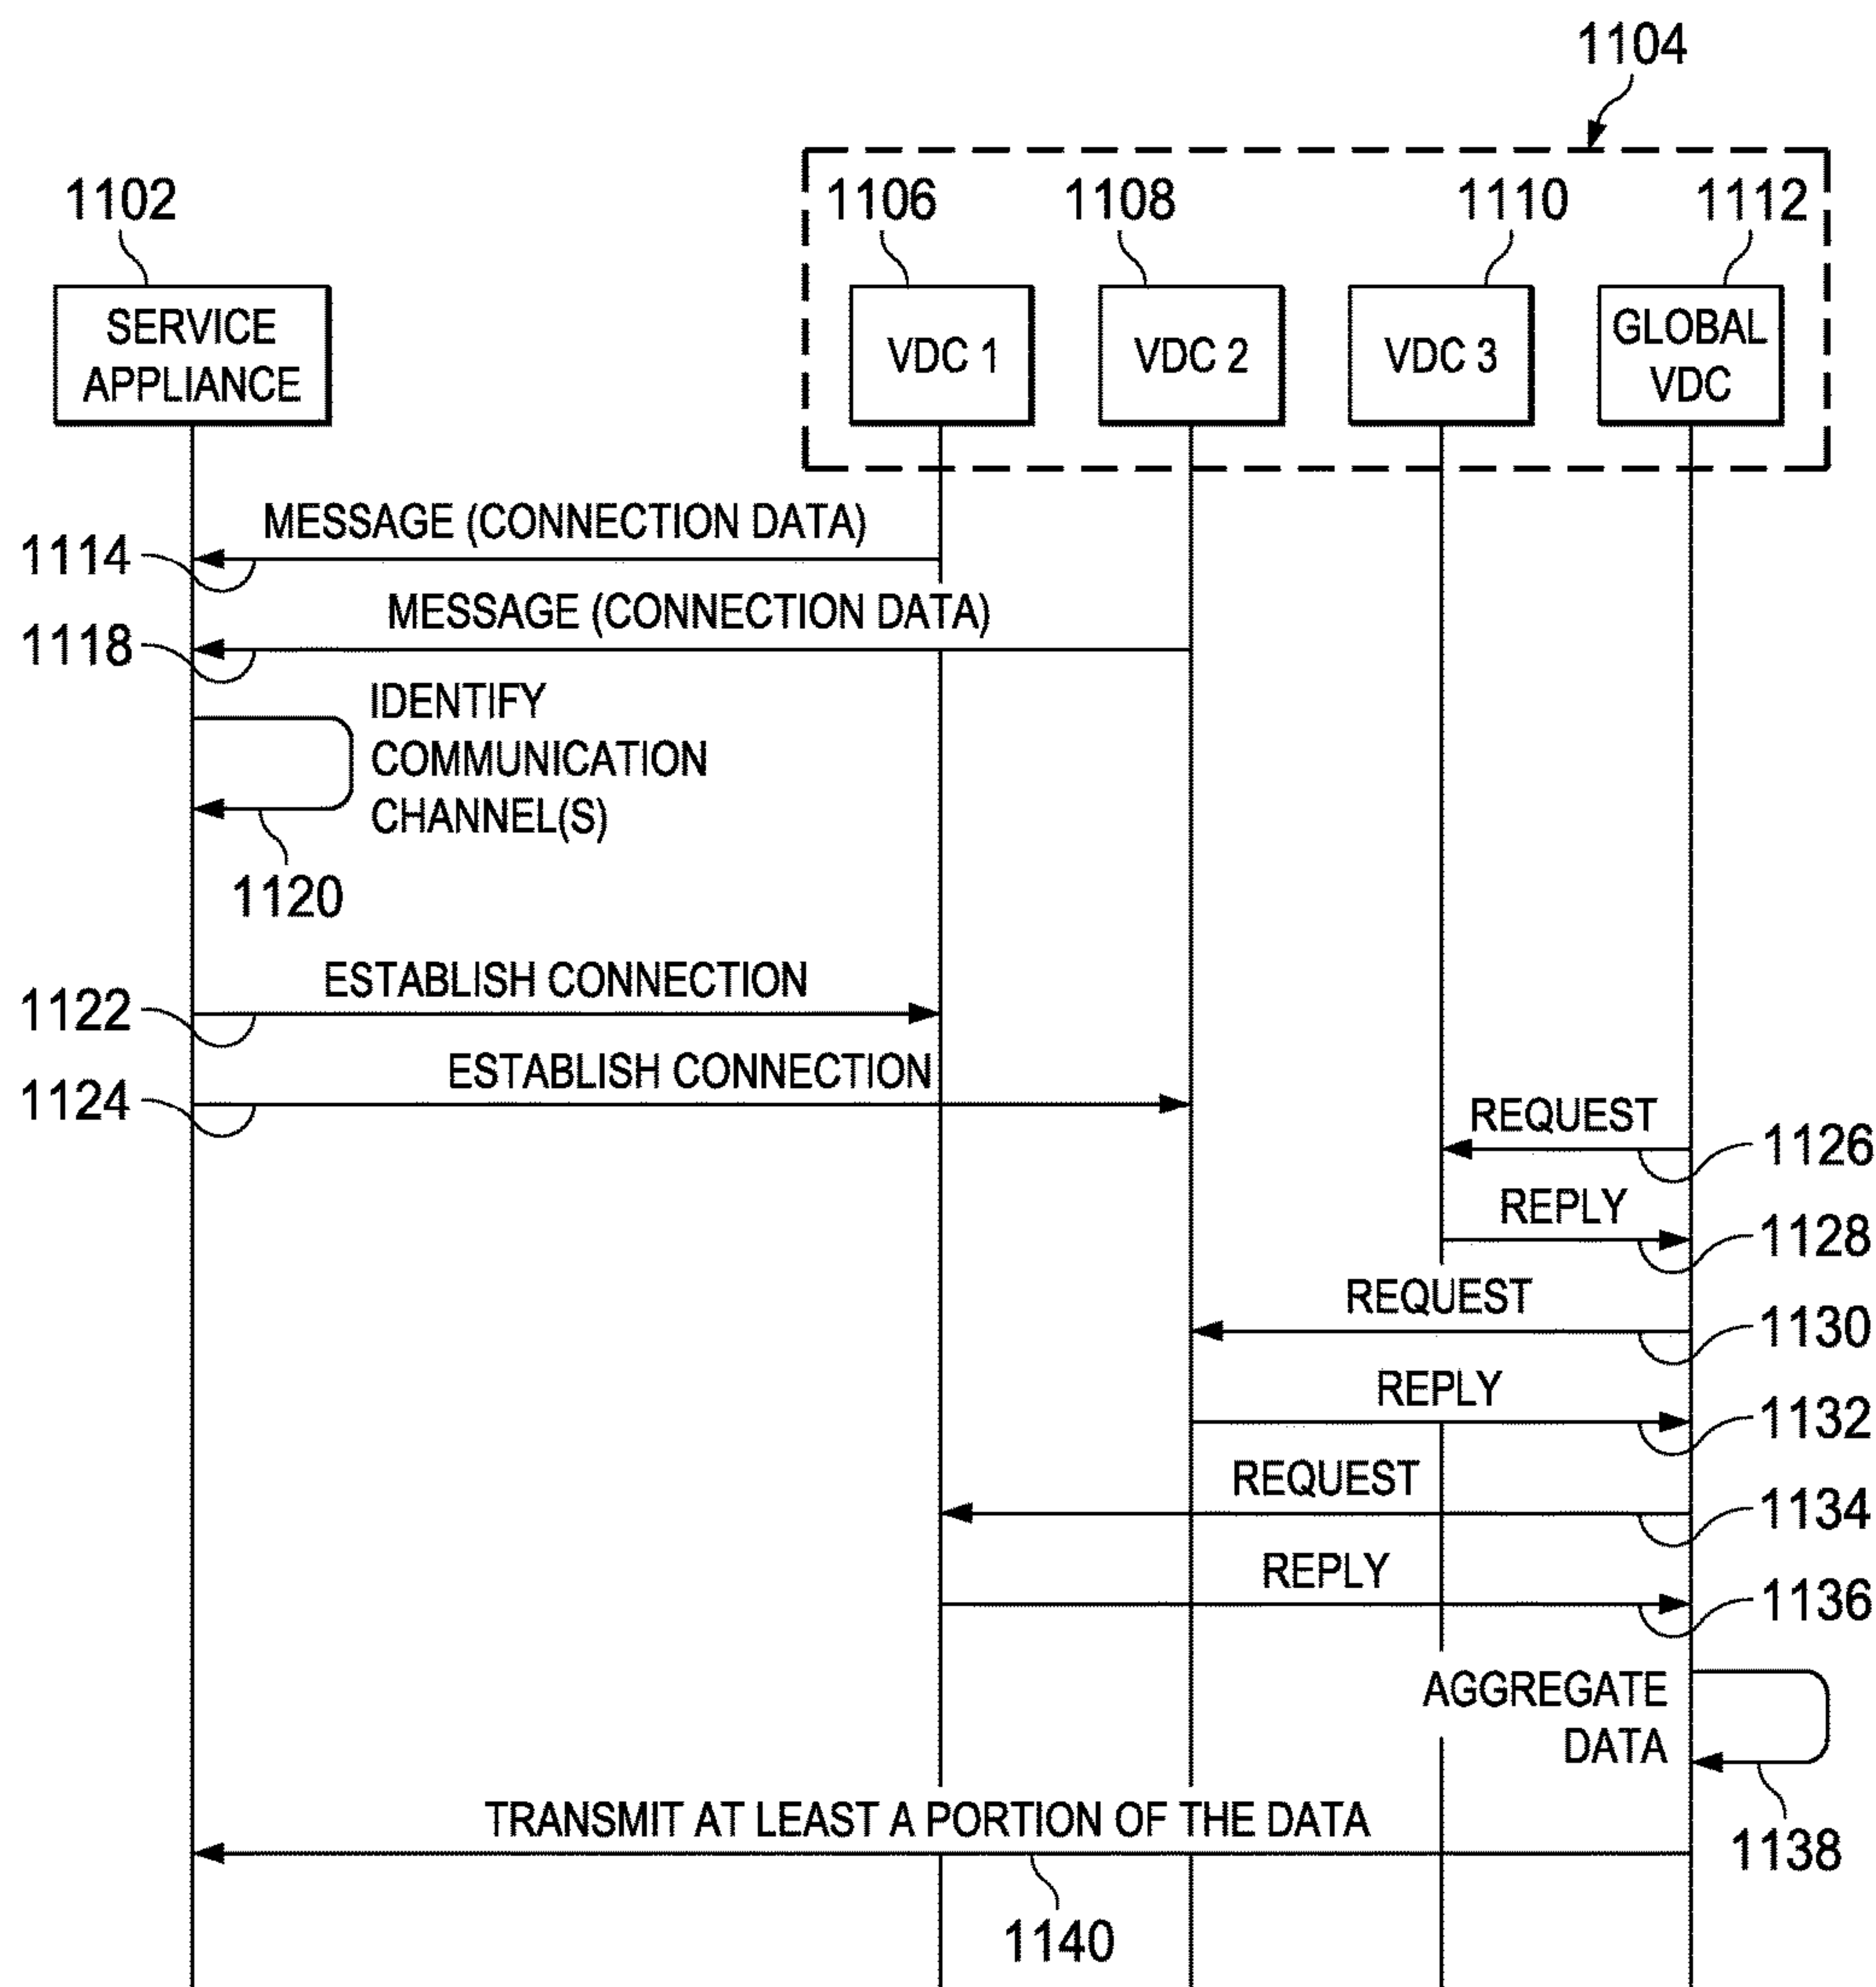 1104
1102
1106
1108
1110
1112
SERVICE
APPLIANCE
VDC 1
VDC 2
VDC 3
GLOBAL
VDC
MESSAGE (CONNECTION DATA)
1114
MESSAGE (CONNECTION DATA)
1118
IDENTIFY
COMMUNICATION
CHANNEL(S)
1120
ESTABLISH CONNECTION
1122
ESTABLISH CONNECTION
1124
REQUEST
1126
REPLY
1128
REQUEST
1130
REPLY
1132
REQUEST
1134
REPLY
1136
AGGREGATE
DATA
1138
TRANSMIT AT LEAST A PORTION OF THE DATA
1140